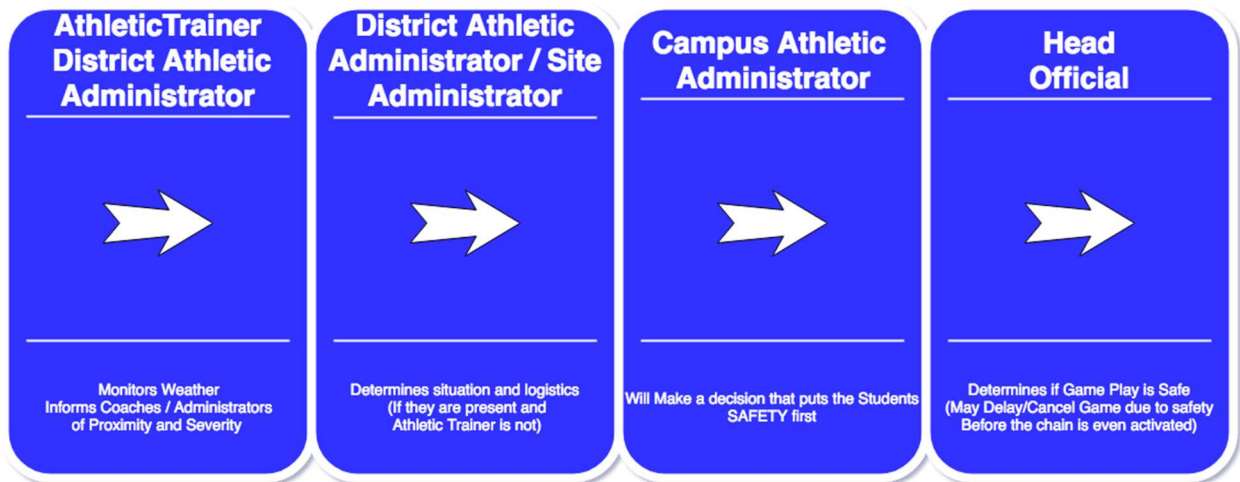 AthleticTrainer
District Athletic
Administrator
Monitors Weather
Informs Coaches / Administrators
of Proximity and Severity
District Athletic
Administrator / Site
Administrator
Determines situation and logistics
(If they are present and
Athletic Trainer is not)
Campus Athletic
Administrator
Will Make a decision that puts the Students
SAFETY first
Head
Official
Determines if Game Play is Safe
(May Delay/Cancel Game due to safety
Before the chain is even activated)